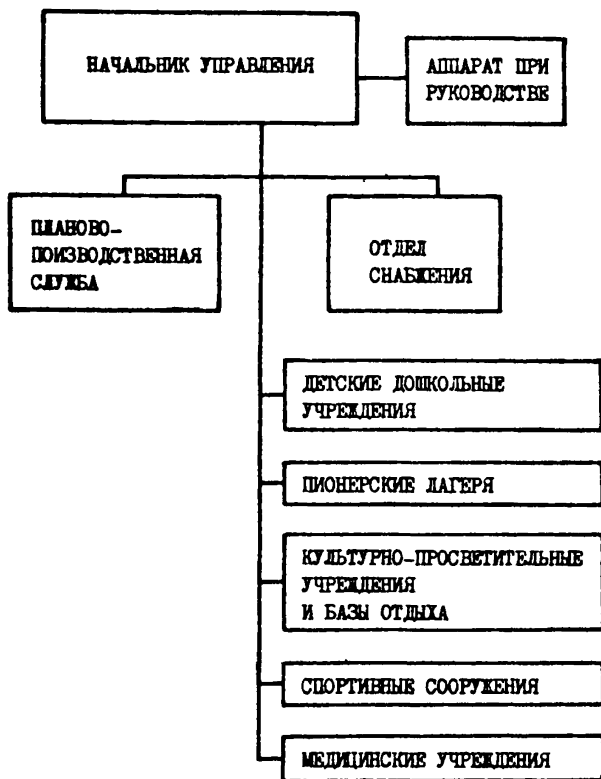 НАЧАЛЬНИК УПРАВЛЕНИЯ
АППАРАТ ПРИ
РУКОВОДСТВЕ
ПЛАНОВО-
ПОИЗВОДСТВЕННАЯ
СЛУЖБА
ОТДЕЛ
СНАБЖЕНИЯ
ДЕТСКИЕ ДОШКОЛЬНЫЕ
УЧРЕЖДЕНИЯ
ПИОНЕРСКИЕ ЛАГЕРЯ
КУЛЬТУРНО-ПРОСВЕТИТЕЛЬНЫЕ
УЧРЕЖДЕНИЯ
И БАЗЫ ОТДЫХА
СПОРТИВНЫЕ СООРУЖЕНИЯ
МЕДИЦИНСКИЕ УЧРЕЖДЕНИЯ